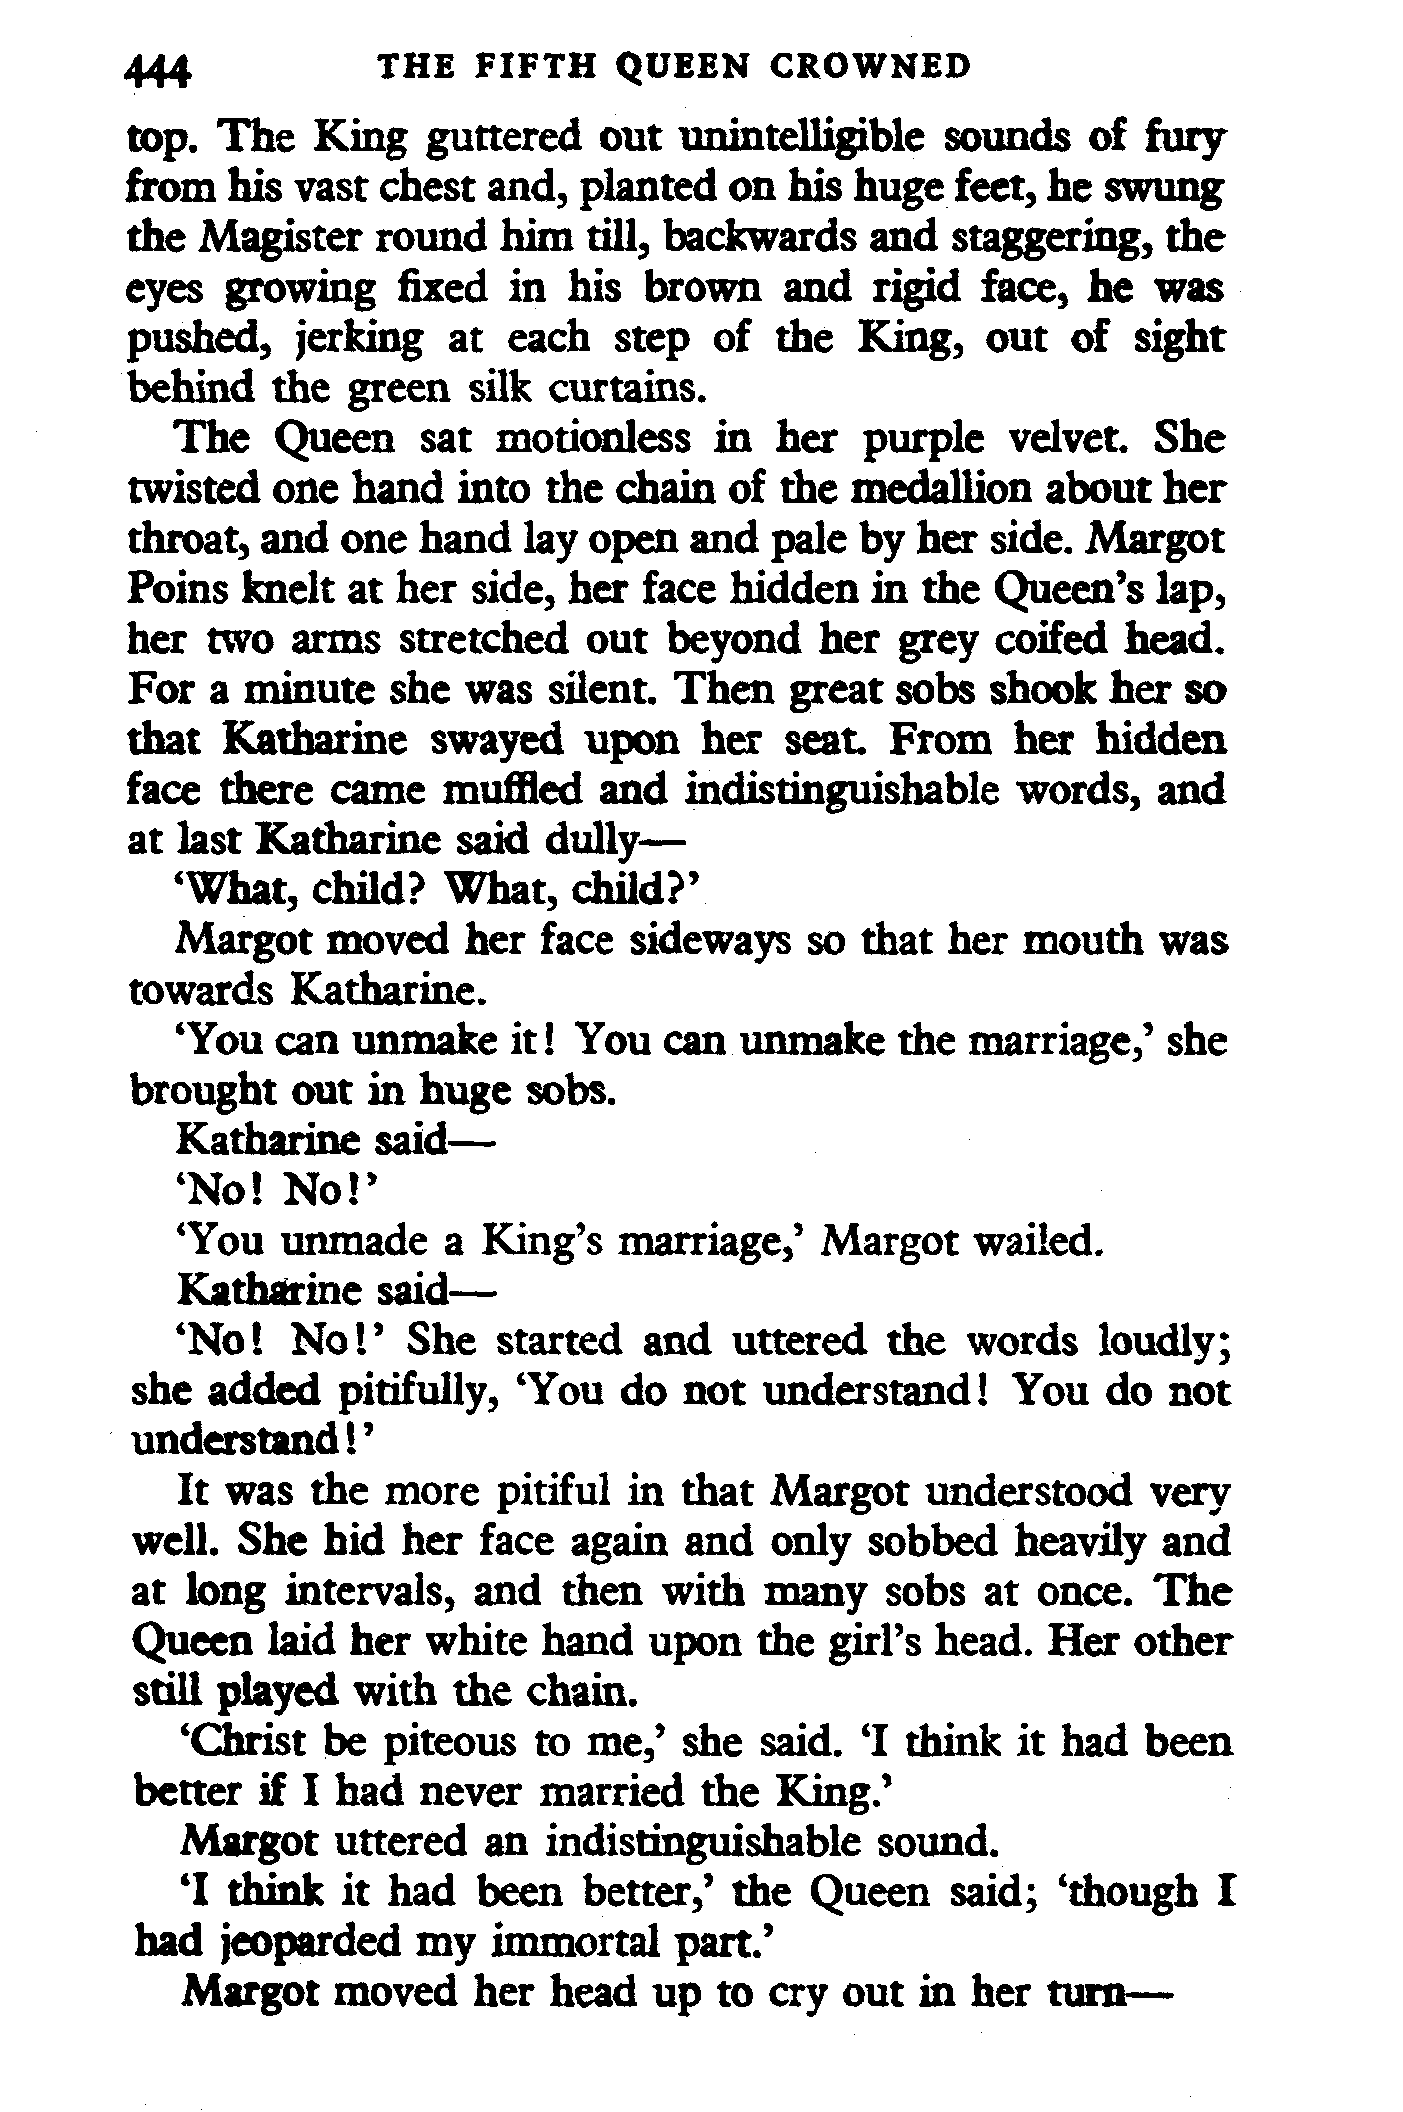 444 THE FIFTH QUEEN CROWNED
top. The King guttered out unintelligible sounds of fury
from his vast chest and, planted on his huge feet, he swung
the Magister round him till, backwards and staggering, the
eyes growing fixed in his brown and rigid face, he was
pushed, jerking at each step of the King, out of sight
behind the green silk curtains.
The Queen sat motionless in her purple velvet. She
twisted one hand into the chain of the medallion about her
throat, and one hand lay open and pale by her side. Margot
Poins knelt at her side, her face hidden in the Queen's lap,
her two arms stretched out beyond her grey coifed head.
For a minute she was silent. Then great sobs shook her so
that Katharine swayed upon her seat. From her hidden
face there came muffled and indistinguishable words, and
at last Katharine said dully—
‘What, child? What, child?’
Margot moved her face sideways so that her mouth was
towards Katharine.
‘You can unmake it! You can unmake the marriage,’ she
brought out in huge sobs.
Katharine said—
‘No! No!’
‘You unmade a King's marriage,’ Margot wailed.
Katharine said—
‘No! No!’ She started and uttered the words loudly;
she added pitifully, ‘You do not understand! You do not
understand!’
It was the more pitiful in that Margot understood very
well. She hid her face again and only sobbed heavily and
at long intervals, and then with many sobs at once. The
Queen laid her white hand upon the girl's head. Her other
still played with the chain.
‘Christ be piteous to me,’ she said. ‘I think it had been
better if I had never married the King.’
Margot uttered an indistinguishable sound.
‘I think it had been better,’ the Queen said; ‘though I
had jeoparded my immortal part.’
Margot moved her head up to cry out in her turn—